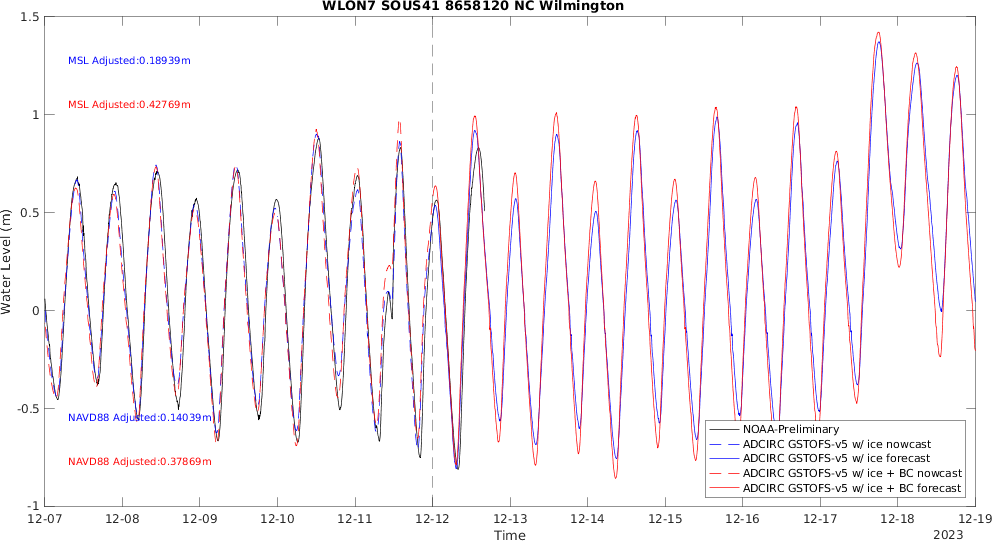 WLON7 SOUS41 8658120 NC Wilmington
1.5
1
0.5
0
-0.5
-1
Water Level (m)
MSL Adjusted:0.18939m
MSL Adjusted:0.42769m
NAVD88 Adjusted:0.14039m
NAVD88 Adjusted:0.37869m
NOAA-Preliminary
ADCIRC GSTOFS-v5 w/ ice nowcast
ADCIRC GSTOFS-v5 w/ ice forecast
ADCIRC GSTOFS-v5 w/ ice + BC nowcast
ADCIRC GSTOFS-v5 w/ ice + BC forecast
12-07 12-08 12-09 12-10 12-11 12-12 12-13 12-14 12-15 12-16 12-17 12-18 12-19
Time
2023